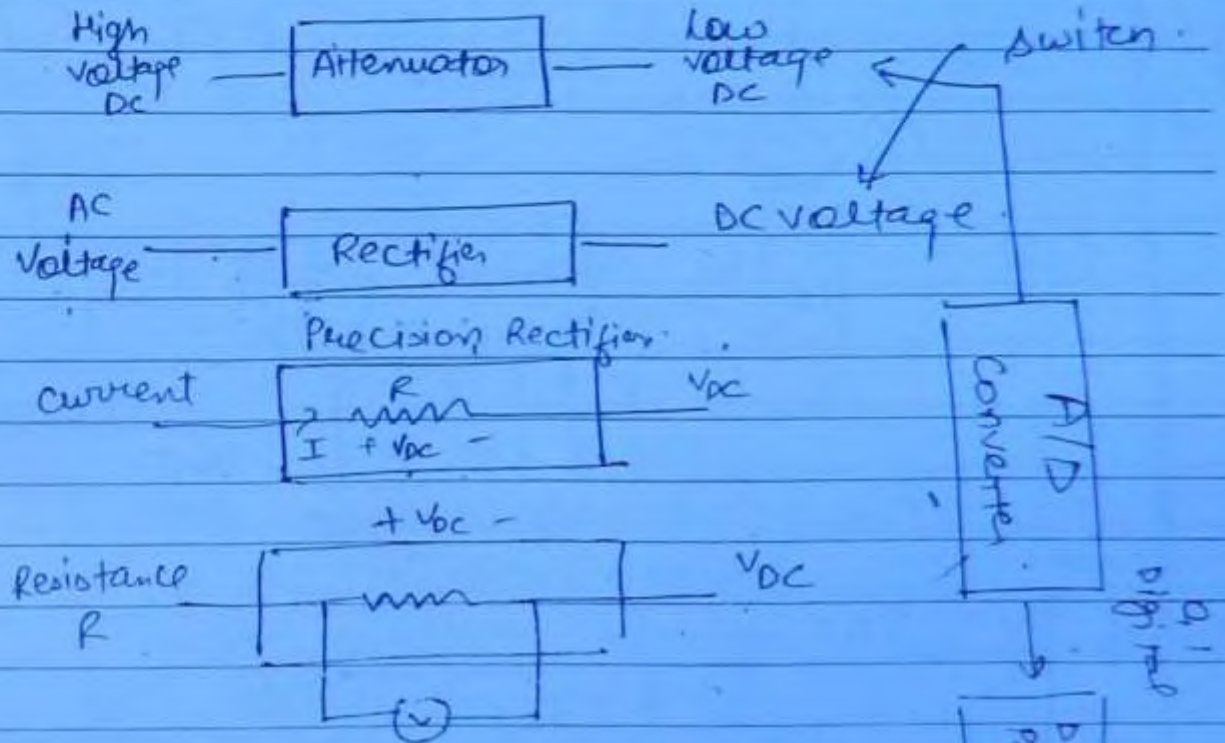 High
voltage
DC
Attenuator
Low
voltage
DC
Switch.
AC
Voltage
Rectifier
DC voltage
Precision Rectifier.
current
R
I + VDC -
VDC
A/D
Converter
+ VDC -
Resistance
R
VDC
V
Digital